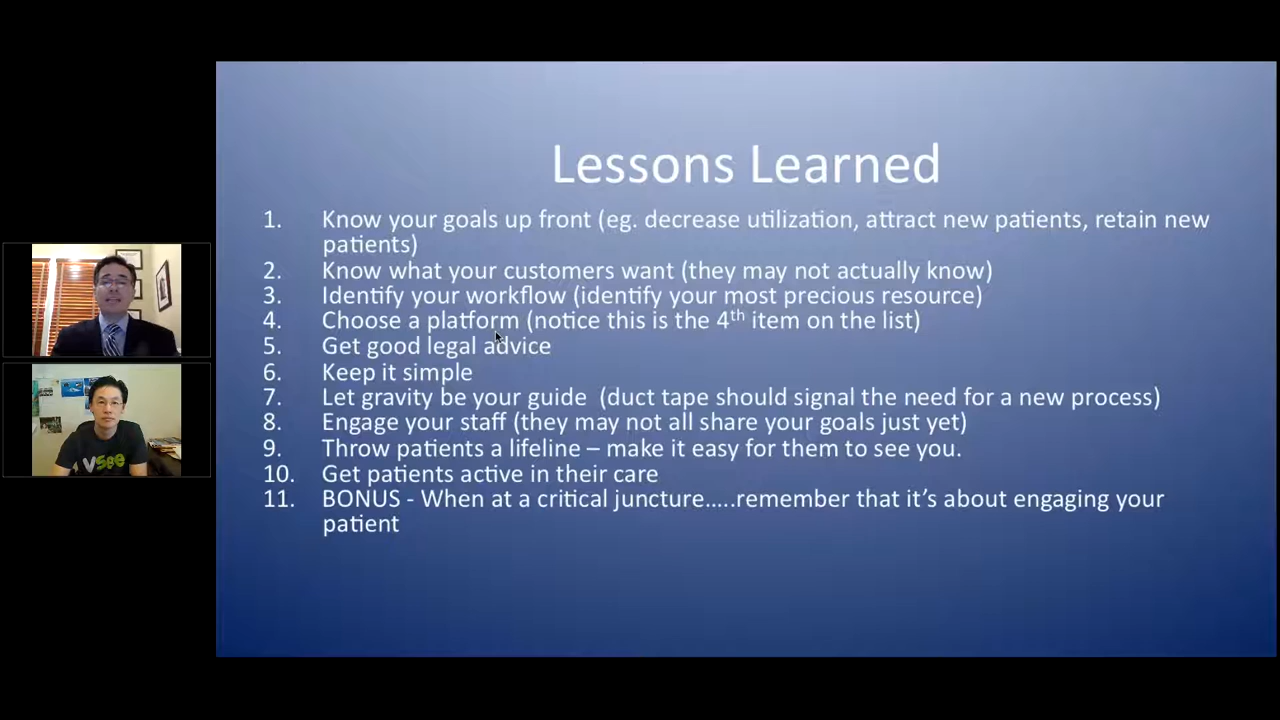 Lessons Learned
1. Know your goals up front (eg. decrease utilization, attract new patients, retain new
patients)
2. Know what your customers want (they may not actually know)
3. Identify your workflow (identify your most precious resource)
4. Choose a platform (notice this is the 4th item on the list)
5. Get good legal advice
6. Keep it simple
7. Let gravity be your guide (duct tape should signal the need for a new process)
8. Engage your staff (they may not all share your goals just yet)
9. Throw patients a lifeline – make it easy for them to see you.
10. Get patients active in their care
11. BONUS - When at a critical juncture…..remember that it’s about engaging your
patient
vsee